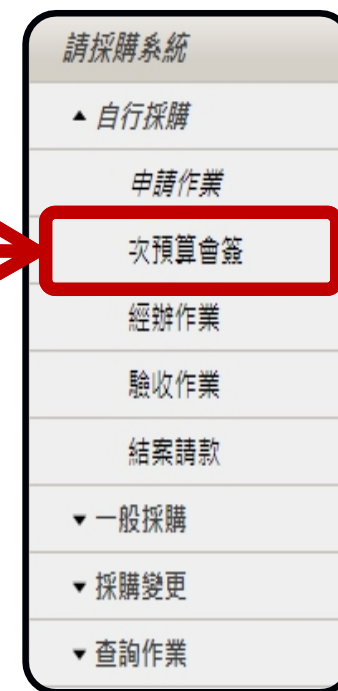 請採購系統
▲ 自行採購
申請作業
次預算會簽
經辦作業
驗收作業
結案請款
▼ 一般採購
▼ 採購變更
▼ 查詢作業